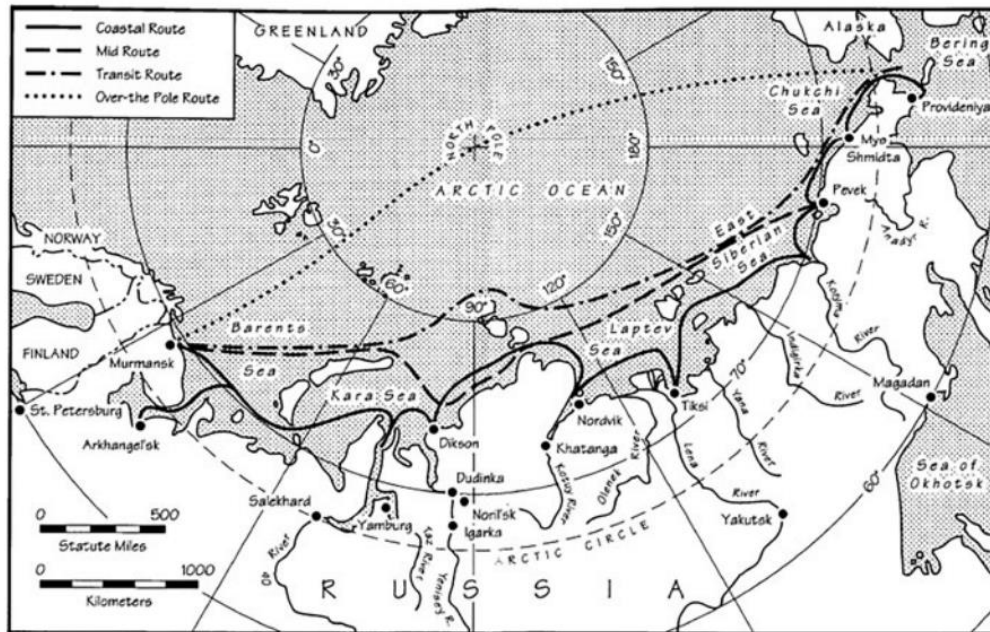 Coastal Route
Mid Route
Transit Route
Over-the Pole Route
GREENLAND
Alaska
Bering
Sea
30°
0°
30°
60°
90°
120°
150°
180°
150°
Chukchi
Sea
Provideniya
NORTH POLE
ARCTIC OCEAN
Mys
Shmidta
Pevek
East
Siberian
Sea
Anadyr R.
NORWAY
SWEDEN
FINLAND
Barents
Sea
Murmansk
Laptev
Sea
Kolyma
River
Indigirka
River
Magadan
Kara Sea
St. Petersburg
Arkhangel'sk
Dikson
Nordvik
Tiksi
70°
Yana
River
Khatanga
Kotuy River
Olenek
River
Lena
River
60°
Sea of
Okhotsk
Dudinka
Noril'sk
Igarka
Salekhard
Yamburg
Yakutsk
0 500
Statute Miles
0 1000
Kilometers
River
Taz River
Yenisey R.
ARCTIC CIRCLE
RUSSIA